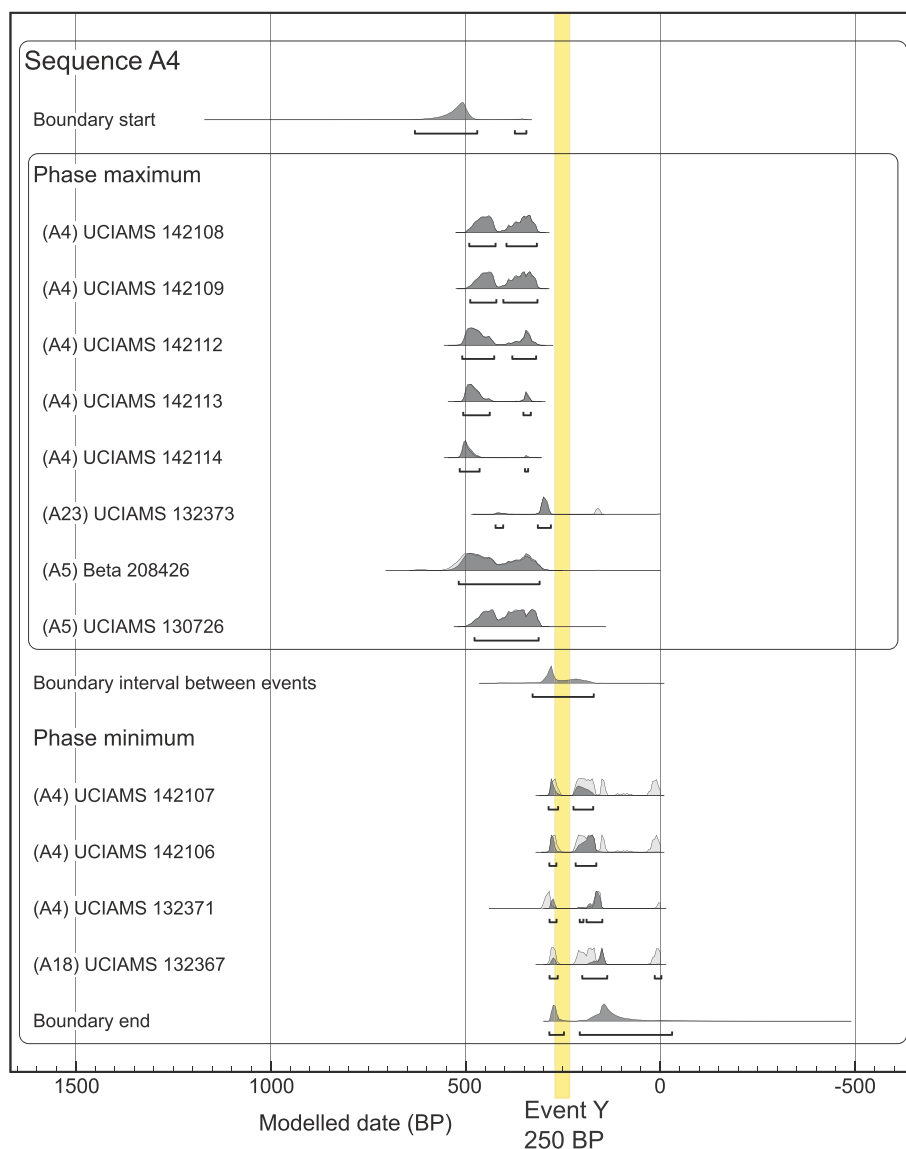 Sequence A4
Boundary start
Phase maximum
(A4) UCIAMS 142108
(A4) UCIAMS 142109
(A4) UCIAMS 142112
(A4) UCIAMS 142113
(A4) UCIAMS 142114
(A23) UCIAMS 132373
(A5) Beta 208426
(A5) UCIAMS 130726
Boundary interval between events
Phase minimum
(A4) UCIAMS 142107
(A4) UCIAMS 142106
(A4) UCIAMS 132371
(A18) UCIAMS 132367
Boundary end
1500 1000 500 0 -500
Modelled date (BP)
Event Y
250 BP